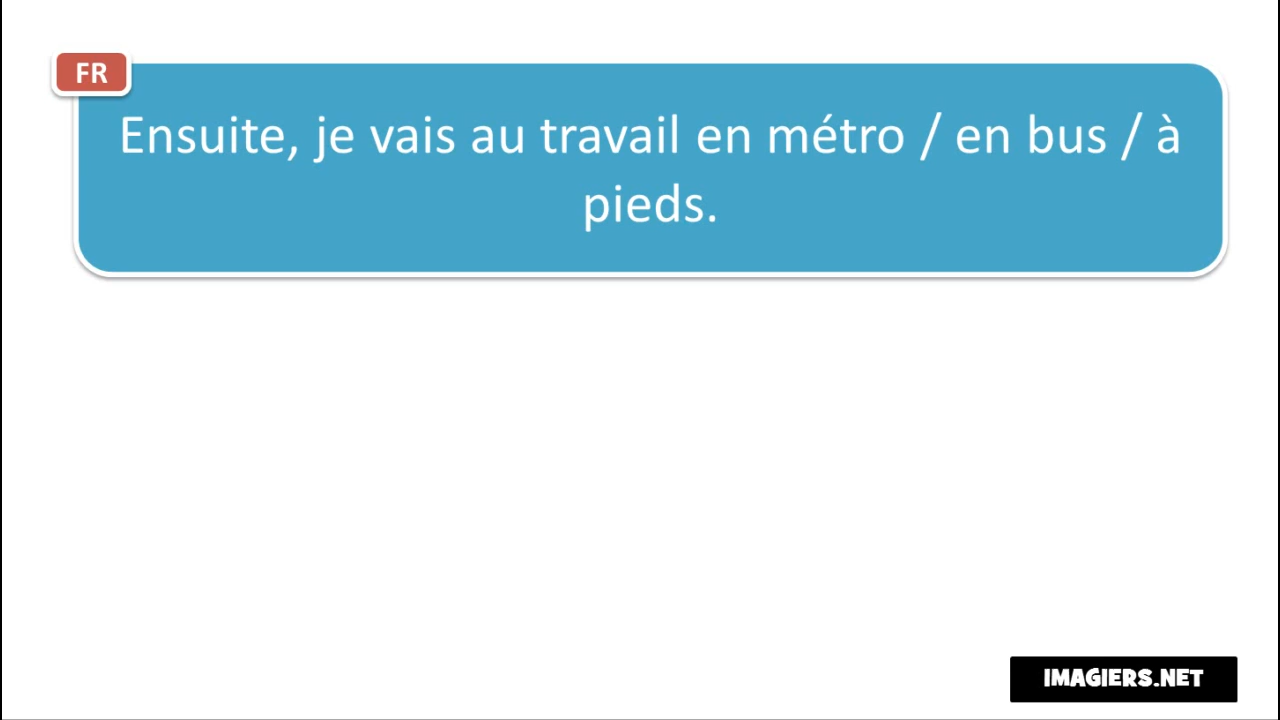 FR
Ensuite, je vais au travail en métro / en bus / à
pieds.
IMAGIERS.NET